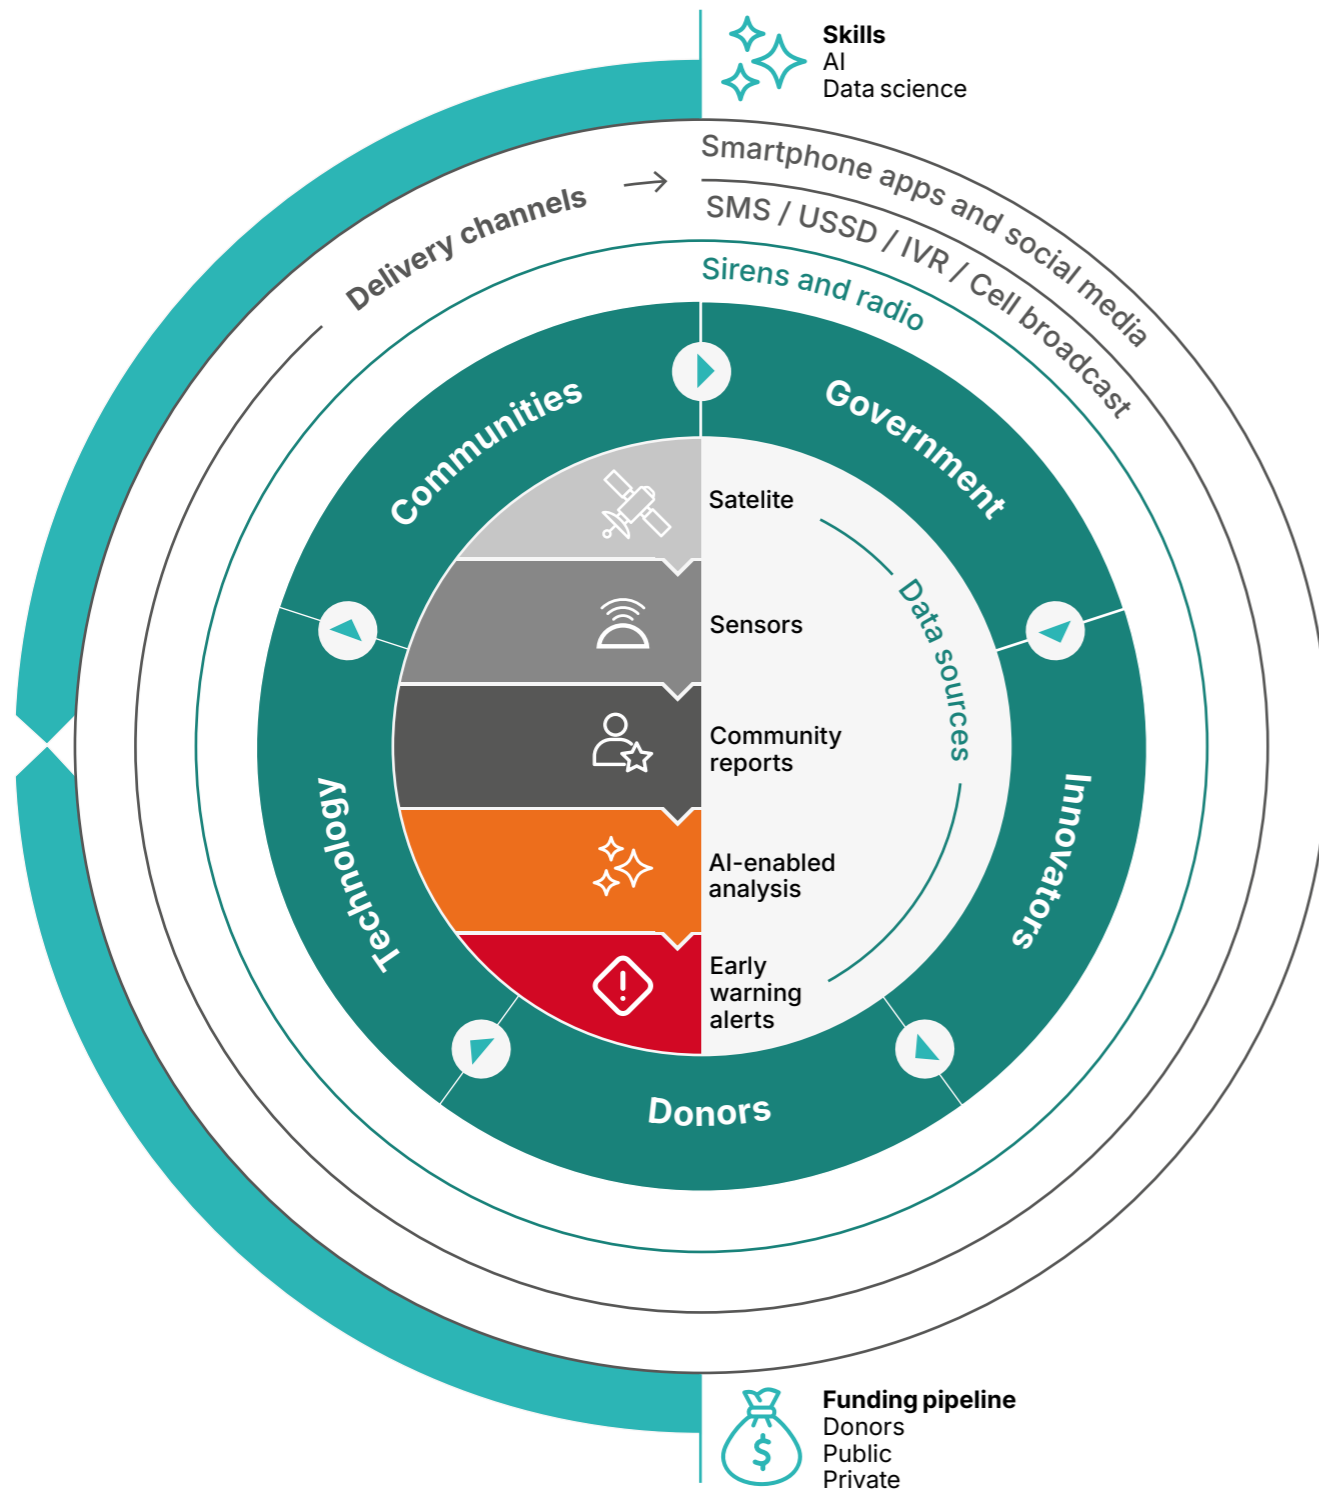 Skills
AI
Data science
Delivery channels
Smartphone apps and social media
SMS / USSD / IVR / Cell broadcast
Sirens and radio
Communities
Government
Satelite
Sensors
Data sources
Community
reports
Technology
Innovators
AI-enabled
analysis
Early
warning
alerts
Donors
$
Funding pipeline
Donors
Public
Private